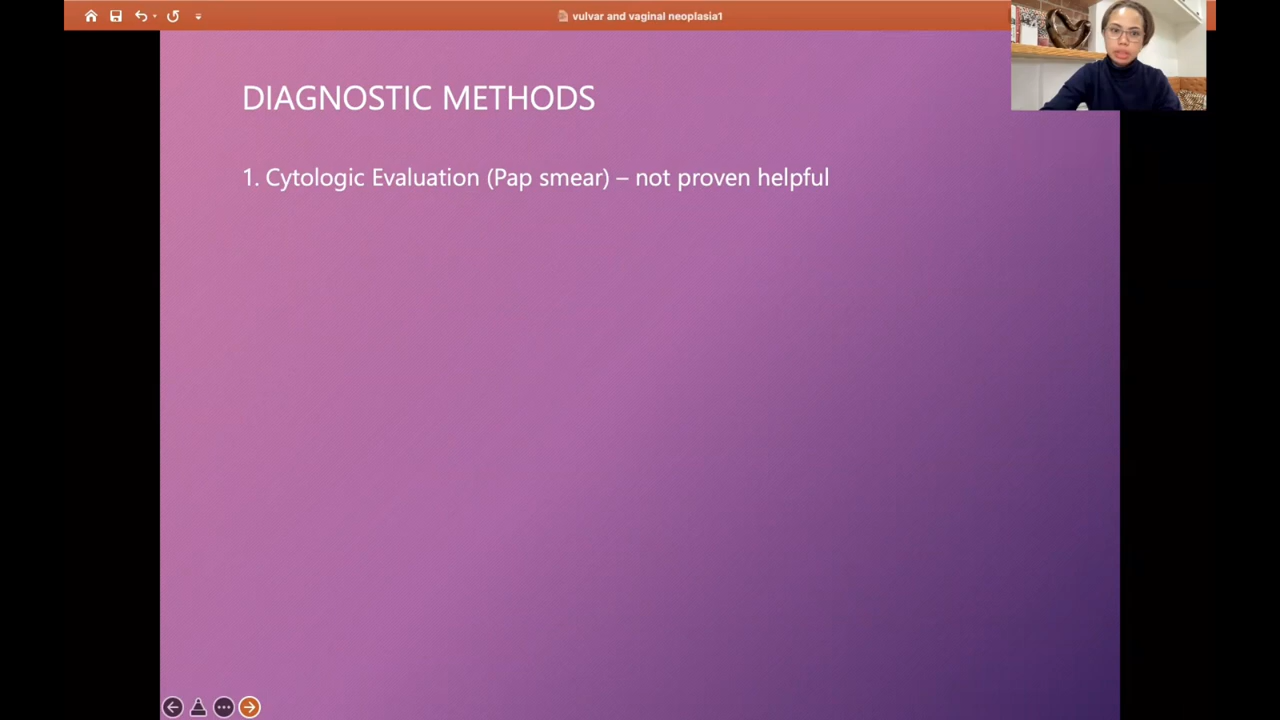 vulvar and vaginal neoplasia1
DIAGNOSTIC METHODS
1. Cytologic Evaluation (Pap smear) – not proven helpful